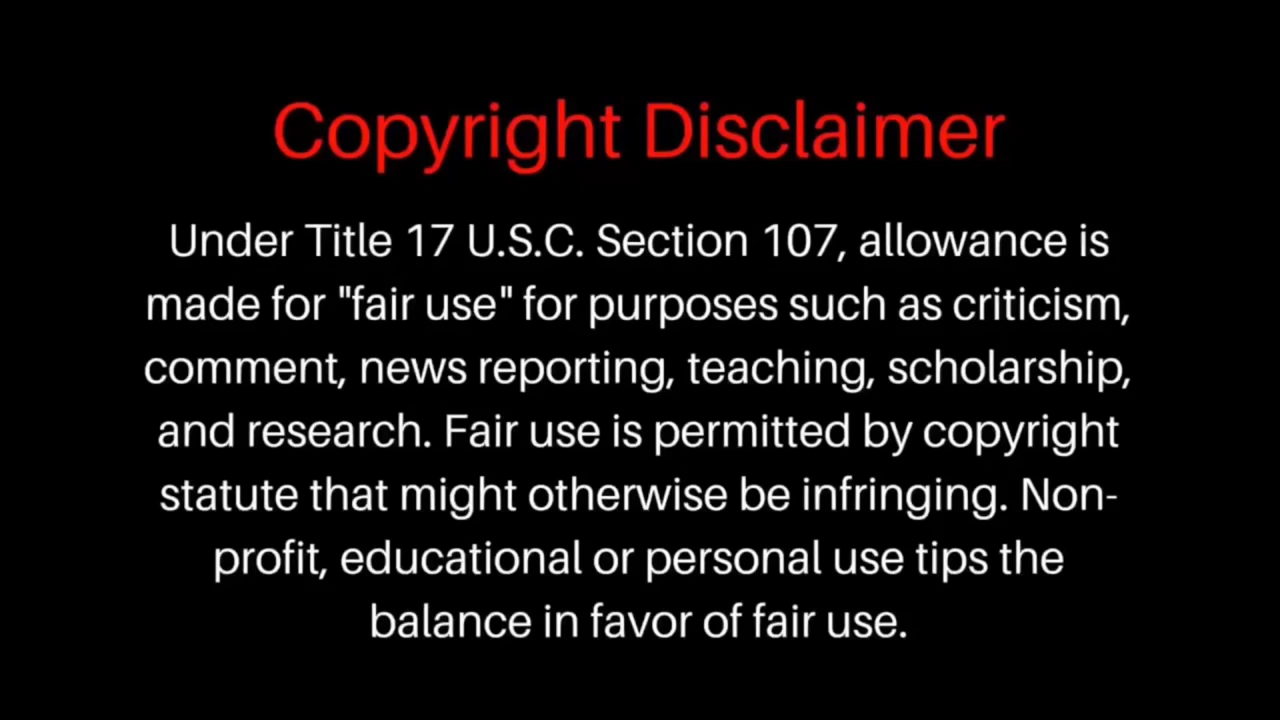 Copyright Disclaimer
Under Title 17 U.S.C. Section 107, allowance is
made for "fair use" for purposes such as criticism,
comment, news reporting, teaching, scholarship,
and research. Fair use is permitted by copyright
statute that might otherwise be infringing. Non-
profit, educational or personal use tips the
balance in favor of fair use.